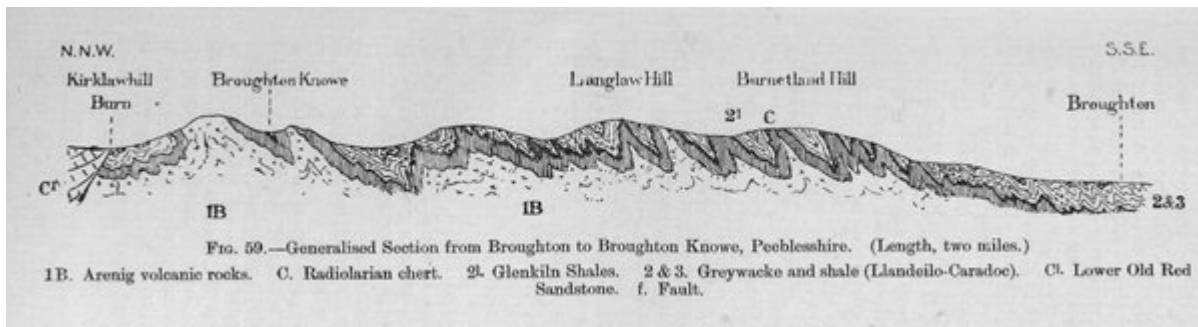 N.N.W. S.S.E.
Kirklawhill Broughton Knowe Langlaw Hill Burnetland Hill
Burn Broughton
2¹ C
Cf
1B 1B 2&3
FIG. 59.—Generalised Section from Broughton to Broughton Knowe, Peeblesshire. (Length, two miles.)
1B. Arenig volcanic rocks. C. Radiolarian chert. 2¹. Glenkiln Shales. 2 & 3. Greywacke and shale (Llandeilo-Caradoc). C¹. Lower Old Red
Sandstone. f. Fault.